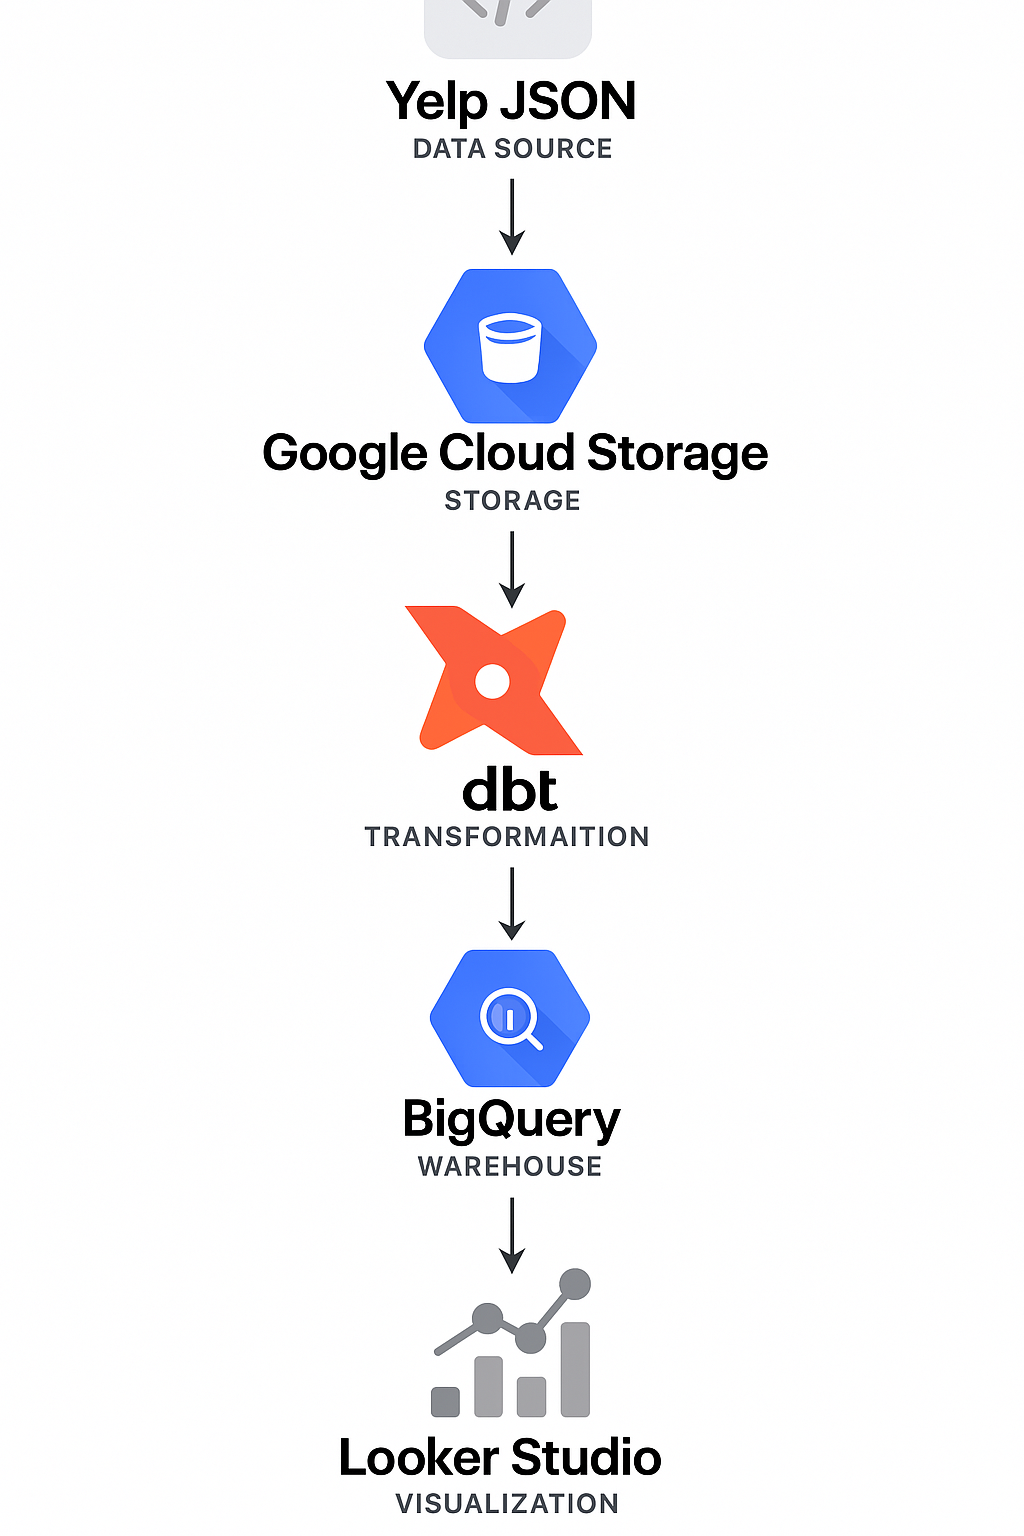 Yelp JSON
DATA SOURCE
Google Cloud Storage
STORAGE
dbt
TRANSFORMAITION
BigQuery
WAREHOUSE
Looker Studio
VISUALIZATION